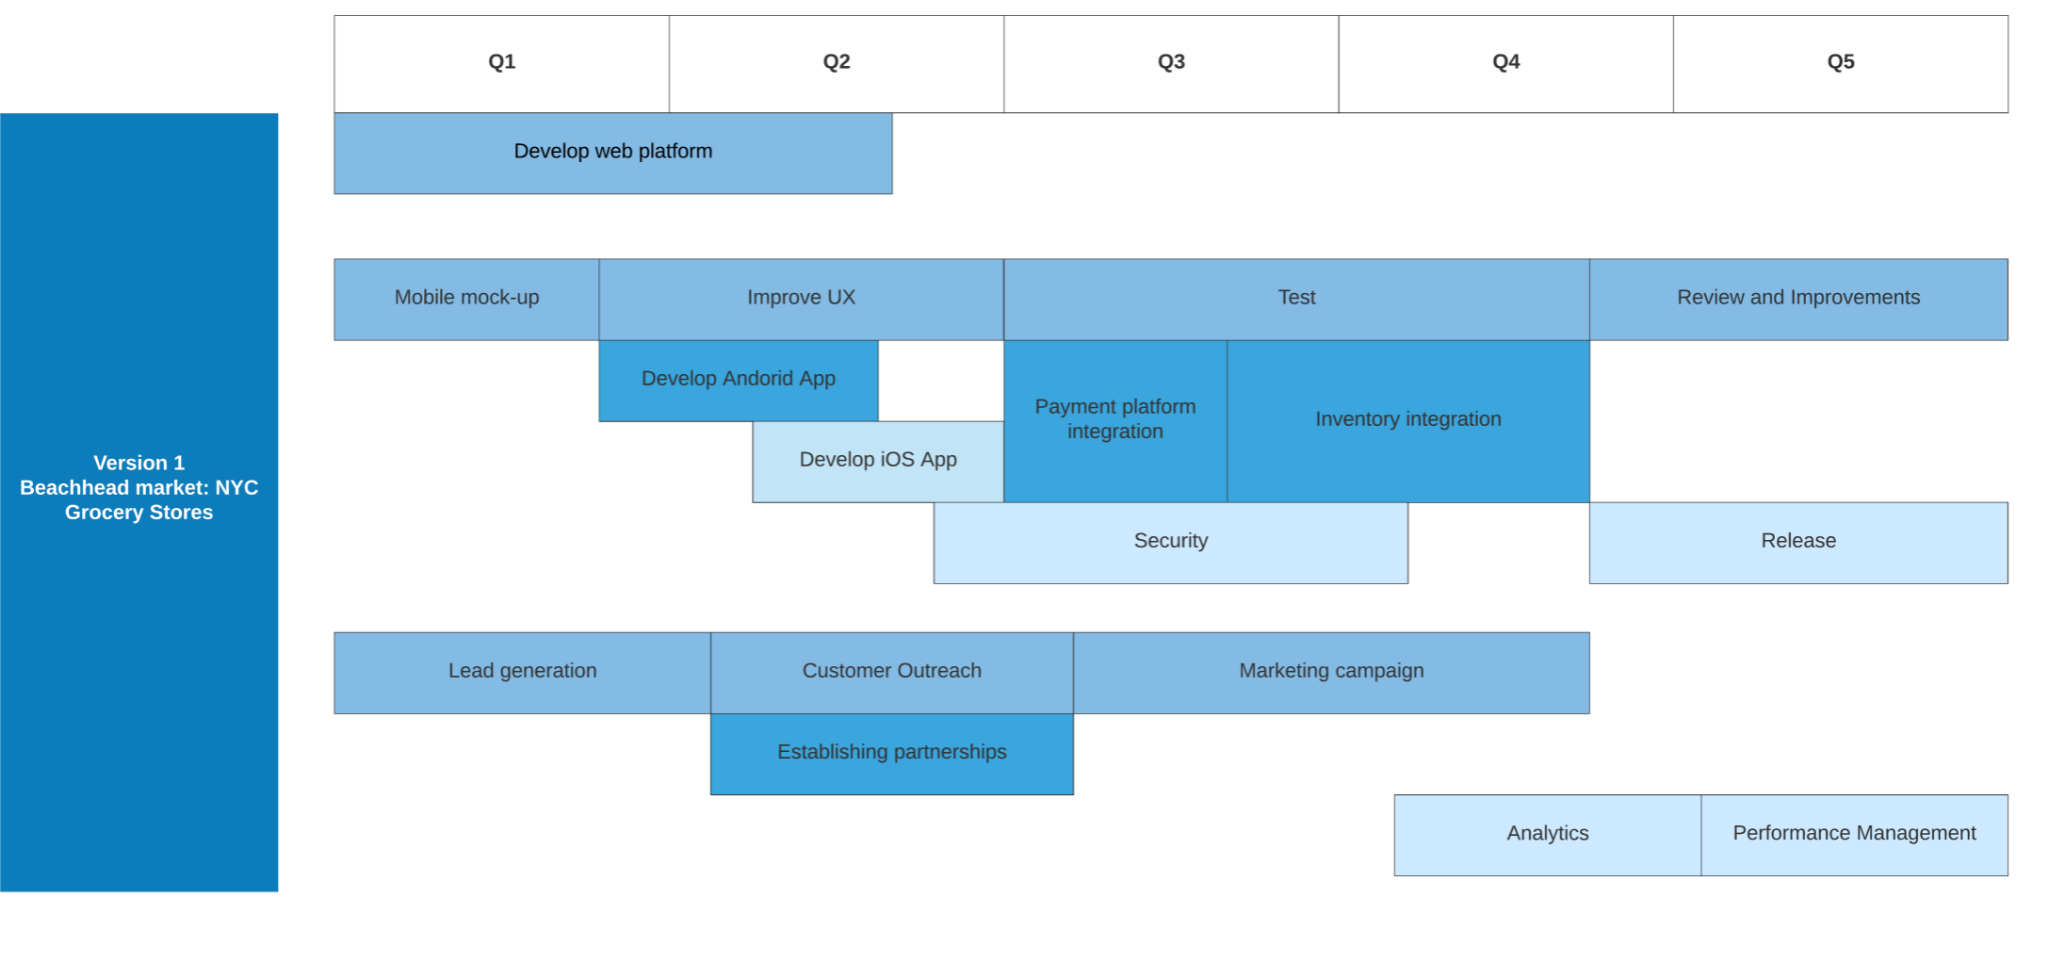 Q1
Q2
Q3
Q4
Q5
Develop web platform
Mobile mock-up
Improve UX
Test
Review and Improvements
Develop Andorid App
Payment platform
integration
Inventory integration
Develop iOS App
Version 1
Beachhead market: NYC
Grocery Stores
Security
Release
Lead generation
Customer Outreach
Marketing campaign
Establishing partnerships
Analytics
Performance Management